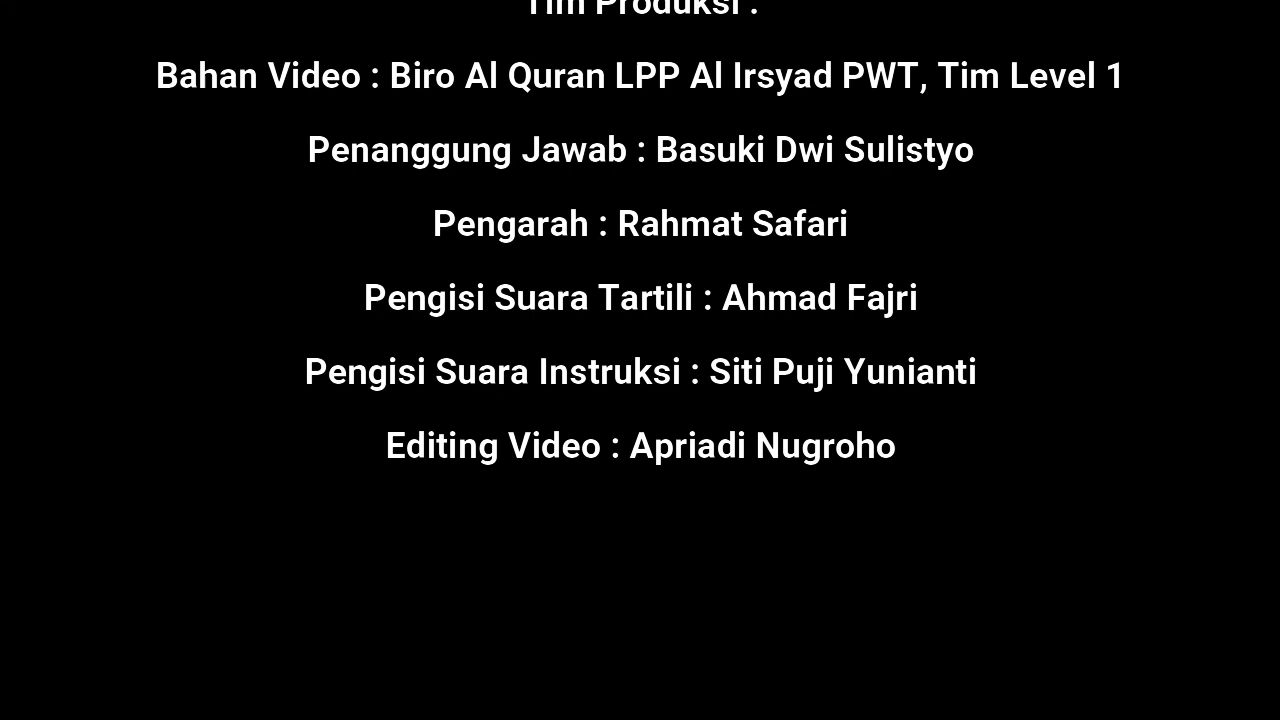 Tim Produksi :
Bahan Video : Biro Al Quran LPP Al Irsyad PWT, Tim Level 1
Penanggung Jawab : Basuki Dwi Sulistyo
Pengarah : Rahmat Safari
Pengisi Suara Tartili : Ahmad Fajri
Pengisi Suara Instruksi : Siti Puji Yunianti
Editing Video : Apriadi Nugroho